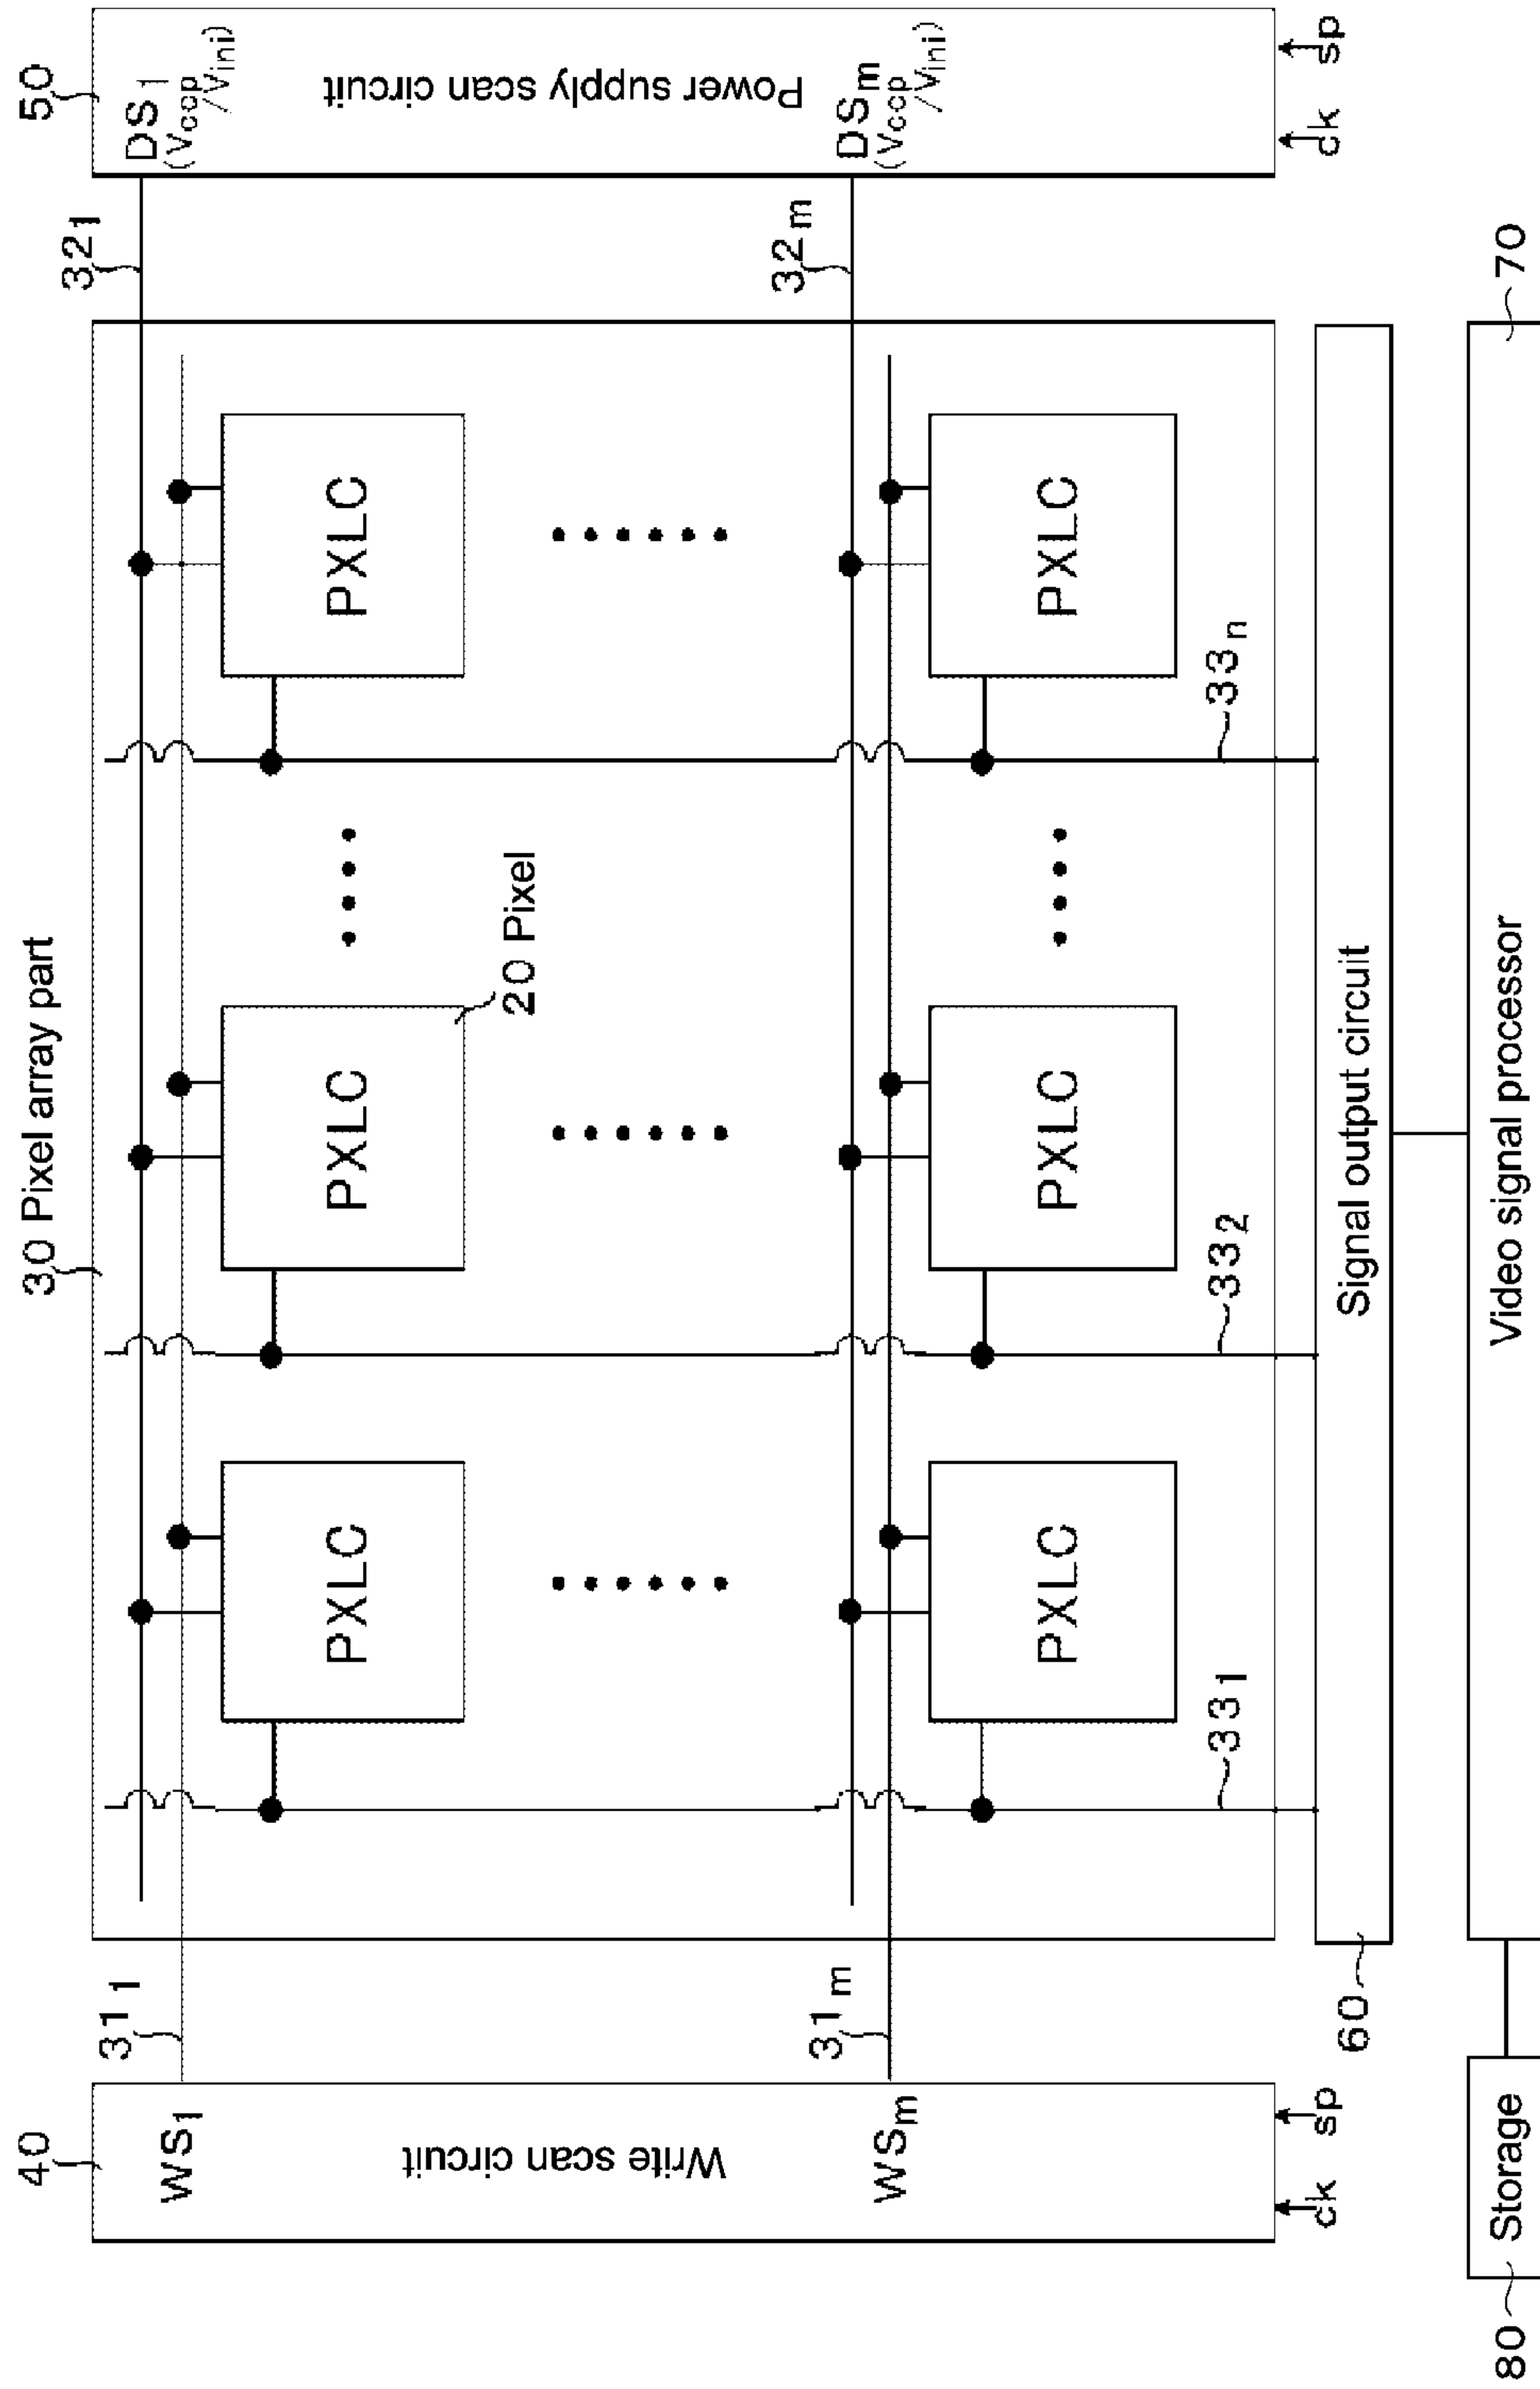 30 Pixel array part
40
WS1
Write scan circuit
WSm
ck
sp
311
31m
321
32m
50
DS1
(Vccp
/Vini)
Power supply scan circuit
DSm
(Vccp
/Vini)
ck
sp
PXLC
PXLC
PXLC
20 Pixel
PXLC
PXLC
PXLC
331
332
33n
60
Signal output circuit
80
Storage
Video signal processor
70